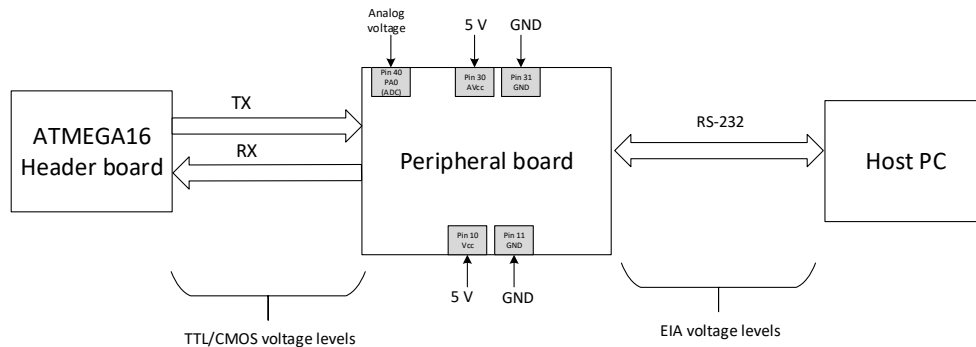 Analog
voltage
5 V
GND
Pin 40
PA0
(ADC)
Pin 30
AVcc
Pin 31
GND
ATMEGA16
Header board
TX
RX
Peripheral board
RS-232
Host PC
Pin 10
Vcc
Pin 11
GND
5 V
GND
TTL/CMOS voltage levels
EIA voltage levels